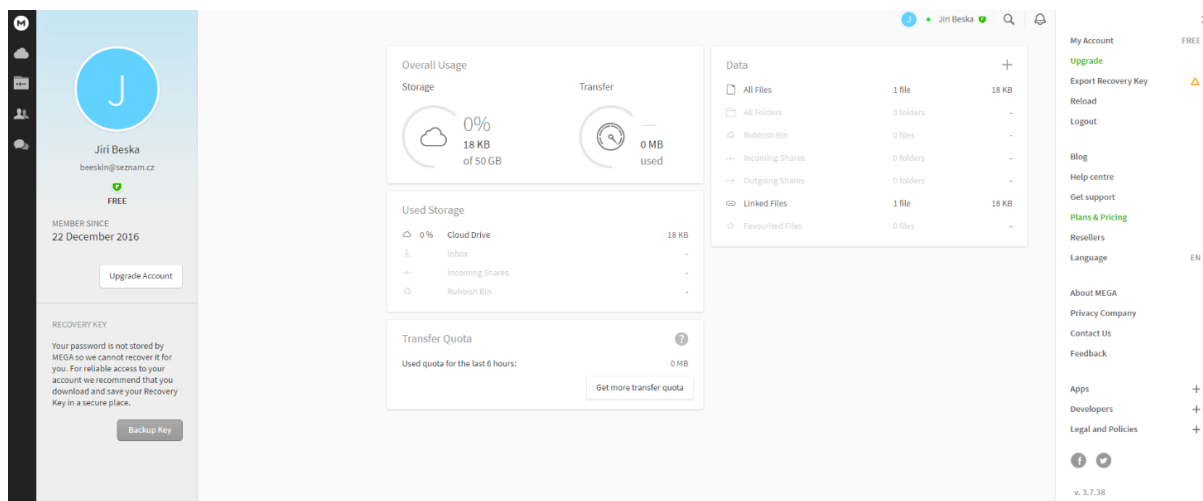 M
J
Jiri Beska
beeskin@seznam.cz
FREE
MEMBER SINCE
22 December 2016
Upgrade Account
RECOVERY KEY
Your password is not stored by
MEGA so we cannot recover it for
you. For reliable access to your
account we recommend that you
download and save your Recovery
Key in a secure place.
Backup Key
J Jiri Beska
Overall Usage
Storage
Transfer
0%
18 KB
of 50 GB
0 MB
used
Used Storage
0 % Cloud Drive 18 KB
Inbox -
Incoming Shares -
Rubbish Bin -
Transfer Quota ?
Used quota for the last 6 hours: 0 MB
Get more transfer quota
Data +
All Files 1 file 18 KB
All Folders 0 folders -
Rubbish Bin 0 files -
Incoming Shares 0 folders -
Outgoing Shares 0 folders -
Linked Files 1 file 18 KB
Favourited Files 0 files -
My Account FREE
Upgrade
Export Recovery Key
Reload
Logout
Blog
Help centre
Get support
Plans & Pricing
Resellers
Language EN
About MEGA
Privacy Company
Contact Us
Feedback
Apps +
Developers +
Legal and Policies +
v. 3.7.38